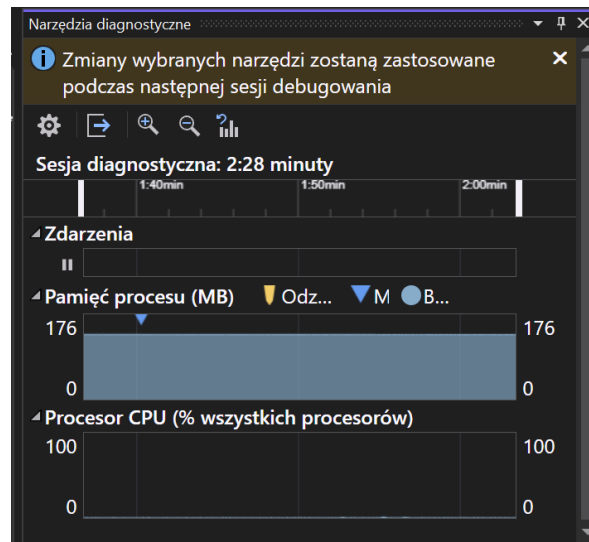 Narzędzia diagnostyczne
Zmiany wybranych narzędzi zostaną zastosowane
podczas następnej sesji debugowania
Sesja diagnostyczna: 2:28 minuty
1:40min 1:50min 2:00min
Zdarzenia
Pamięć procesu (MB) Odz... M B...
176 176
0 0
Procesor CPU (% wszystkich procesorów)
100 100
0 0